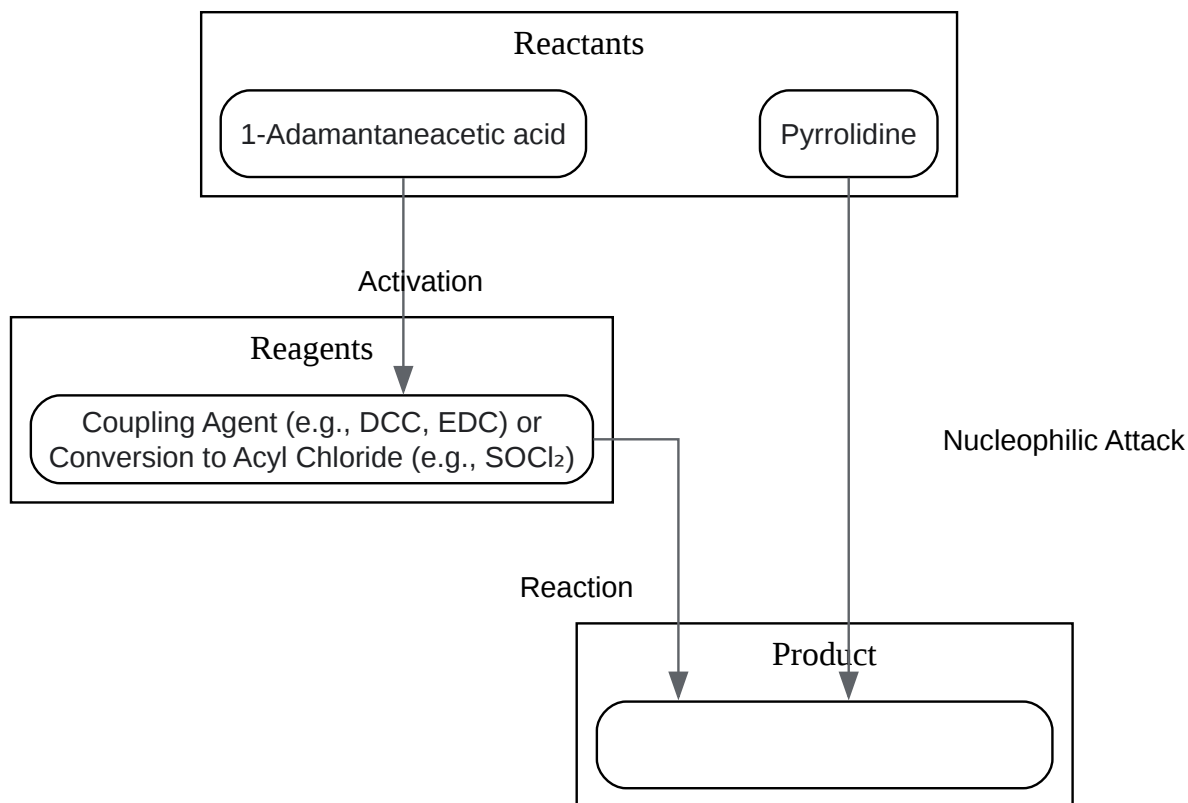 Reactants
1-Adamantaneacetic acid
Pyrrolidine
Activation
Reagents
Coupling Agent (e.g., DCC, EDC) or
Conversion to Acyl Chloride (e.g., SOCl₂)
Nucleophilic Attack
Reaction
Product